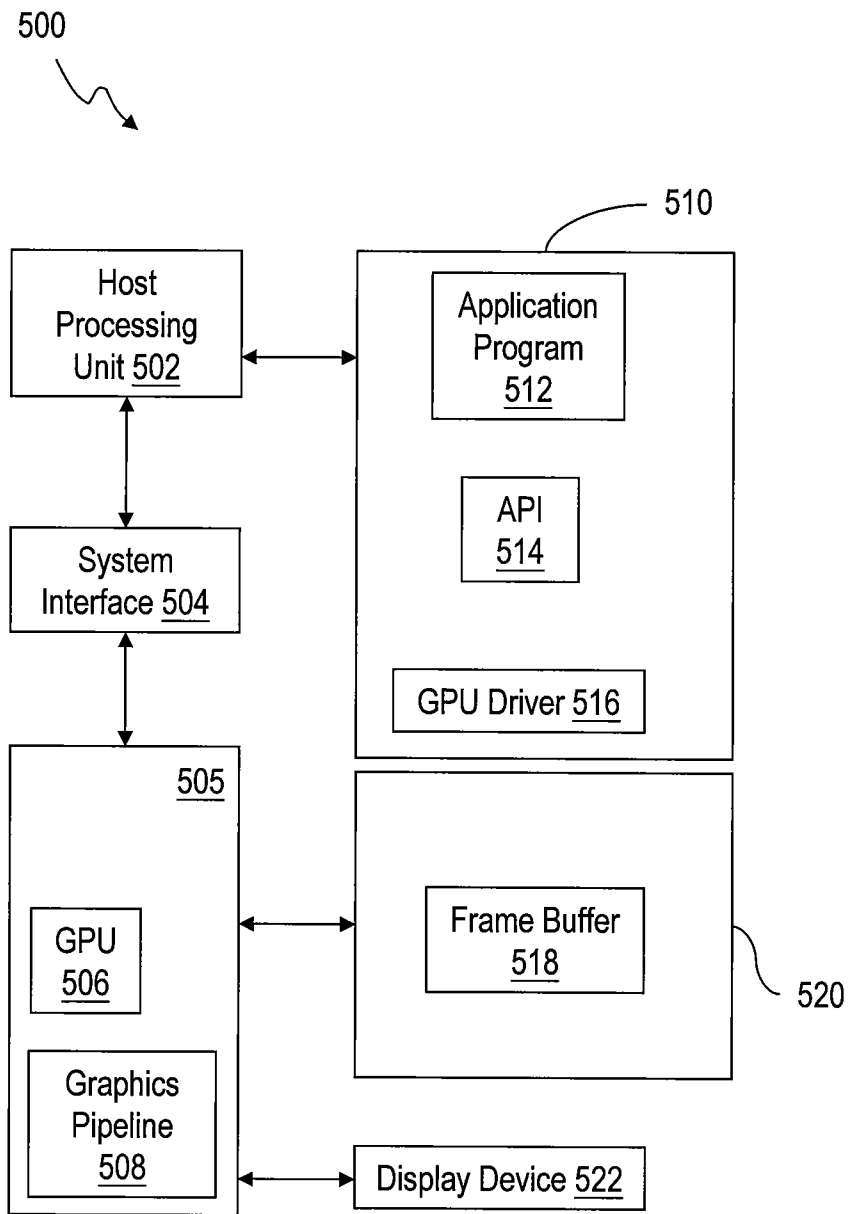 500
510
Host
Processing
Unit 502
Application
Program
512
API
514
System
Interface 504
GPU Driver 516
505
GPU
506
Frame Buffer
518
520
Graphics
Pipeline
508
Display Device 522